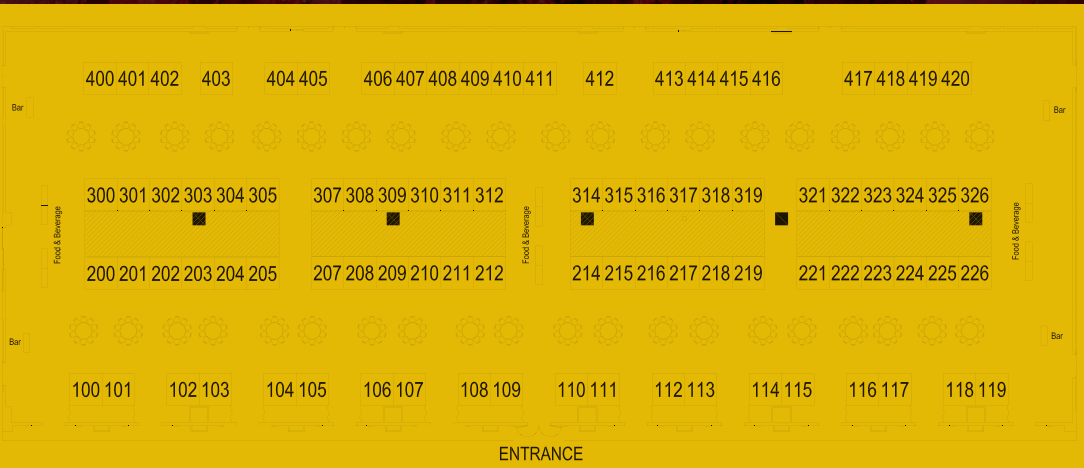 400 401 402 403 404 405 406 407 408 409 410 411 412 413 414 415 416 417 418 419 420
Bar
Bar
300 301 302 303 304 305 307 308 309 310 311 312 314 315 316 317 318 319 321 322 323 324 325 326
Food & Beverage
Food & Beverage
Food & Beverage
200 201 202 203 204 205 207 208 209 210 211 212 214 215 216 217 218 219 221 222 223 224 225 226
Bar
Bar
100 101 102 103 104 105 106 107 108 109 110 111 112 113 114 115 116 117 118 119
ENTRANCE